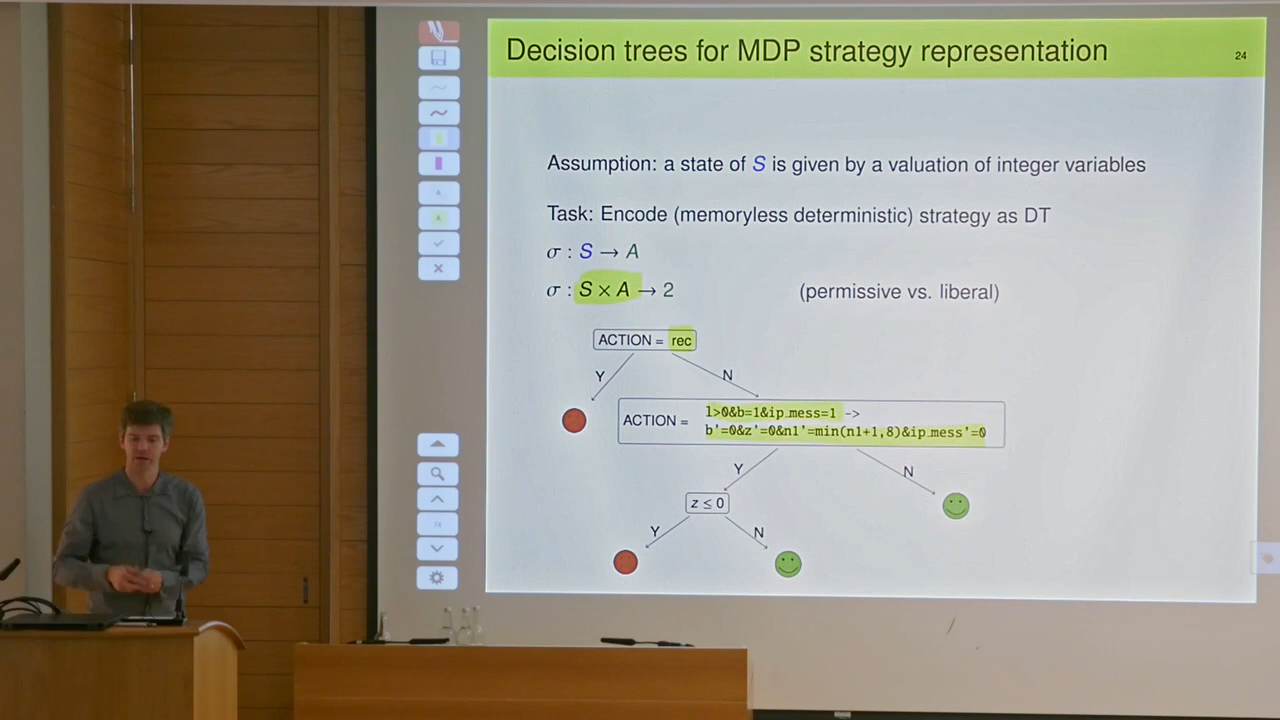 Decision trees for MDP strategy representation
24
Assumption: a state of S is given by a valuation of integer variables
Task: Encode (memoryless deterministic) strategy as DT
σ : S → A
σ : S × A → 2 (permissive vs. liberal)
ACTION = rec
Y N
ACTION = l>0&b=1&ip_mess=1 ->
b'=0&z'=0&n1'=min(n1+1,8)&ip_mess'=0
Y N
z ≤ 0
Y N